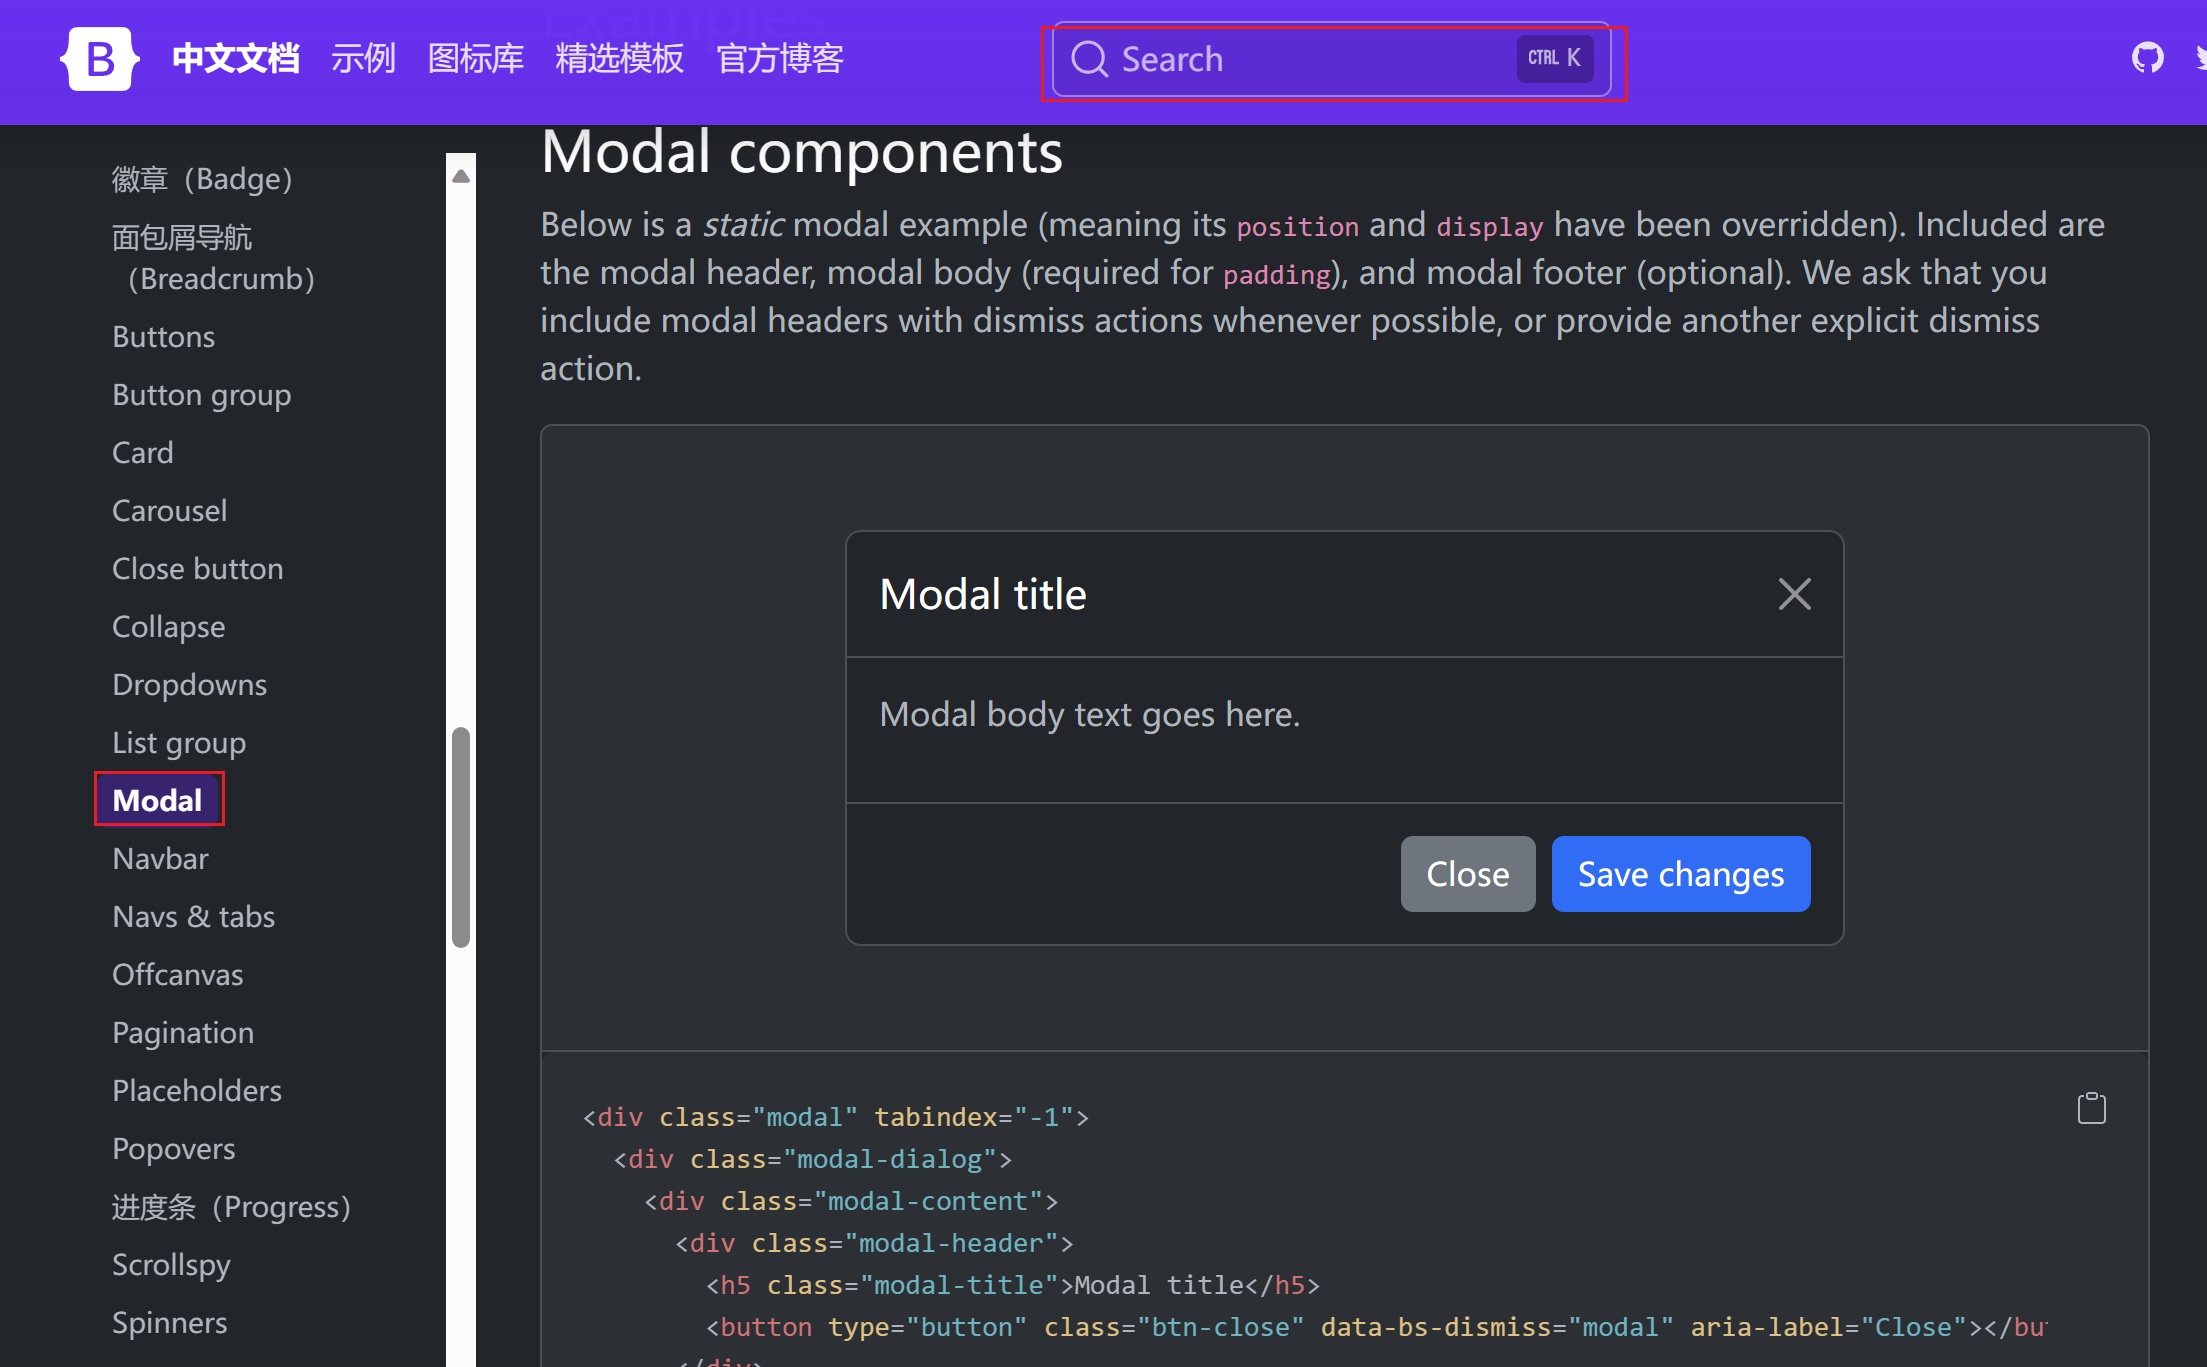 Examples
B 中文文档 示例 图标库 精选模板 官方博客 Search CTRL K
徽章（Badge）
面包屑导航
（Breadcrumb）
Buttons
Button group
Card
Carousel
Close button
Collapse
Dropdowns
List group
Modal
Navbar
Navs & tabs
Offcanvas
Pagination
Placeholders
Popovers
进度条（Progress）
Scrollspy
Spinners
Modal components
Below is a static modal example (meaning its position and display have been overridden). Included are
the modal header, modal body (required for padding), and modal footer (optional). We ask that you
include modal headers with dismiss actions whenever possible, or provide another explicit dismiss
action.
Modal title
Modal body text goes here.
Close Save changes
<div class="modal" tabindex="-1">
<div class="modal-dialog">
<div class="modal-content">
<div class="modal-header">
<h5 class="modal-title">Modal title</h5>
<button type="button" class="btn-close" data-bs-dismiss="modal" aria-label="Close"></but
</div>